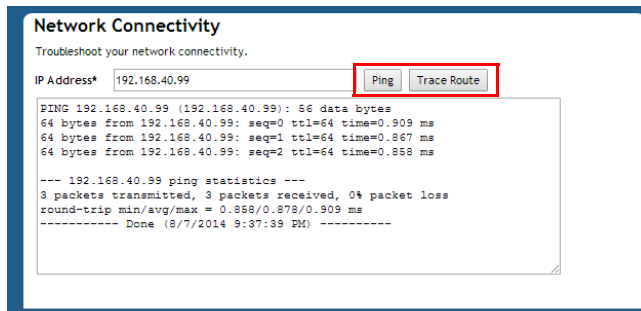 Network Connectivity
Troubleshoot your network connectivity.
IP Address* 192.168.40.99 Ping Trace Route
PING 192.168.40.99 (192.168.40.99): 56 data bytes
64 bytes from 192.168.40.99: seq=0 ttl=64 time=0.909 ms
64 bytes from 192.168.40.99: seq=1 ttl=64 time=0.867 ms
64 bytes from 192.168.40.99: seq=2 ttl=64 time=0.858 ms
--- 192.168.40.99 ping statistics ---
3 packets transmitted, 3 packets received, 0% packet loss
round-trip min/avg/max = 0.858/0.878/0.909 ms
----------- Done (8/7/2014 9:37:39 PM) ----------